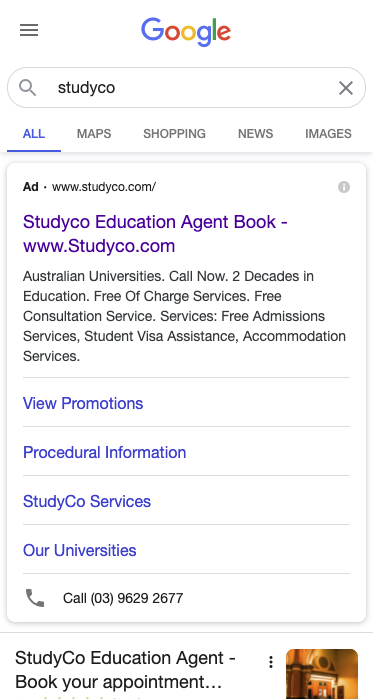 Google
studyco
ALL MAPS SHOPPING NEWS IMAGES
Ad · www.studyco.com/
Studyco Education Agent Book -
www.Studyco.com
Australian Universities. Call Now. 2 Decades in
Education. Free Of Charge Services. Free
Consultation Service. Services: Free Admissions
Services, Student Visa Assistance, Accommodation
Services.
View Promotions
Procedural Information
StudyCo Services
Our Universities
Call (03) 9629 2677
StudyCo Education Agent -
Book your appointment…